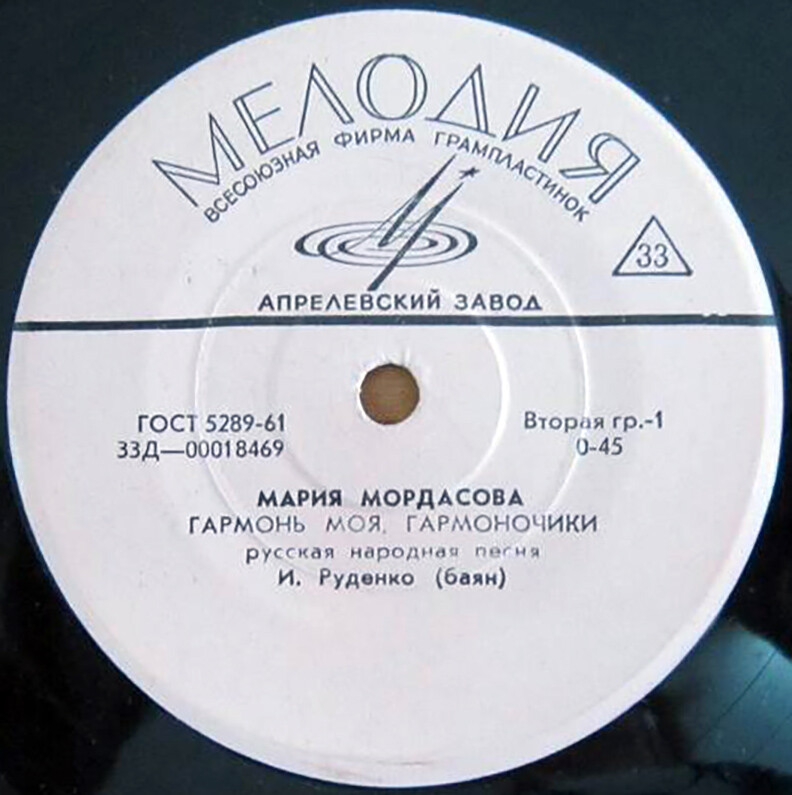 МЕЛОДИЯ
ВСЕСОЮЗНАЯ ФИРМА ГРАМПЛАСТИНОК
33
АПРЕЛЕВСКИЙ ЗАВОД
ГОСТ 5289-61
Вторая гр.-1
33Д—00018469
0-45
МАРИЯ МОРДАСОВА
ГАРМОНЬ МОЯ, ГАРМОНОЧИКИ
русская народная песня
И. Руденко (баян)